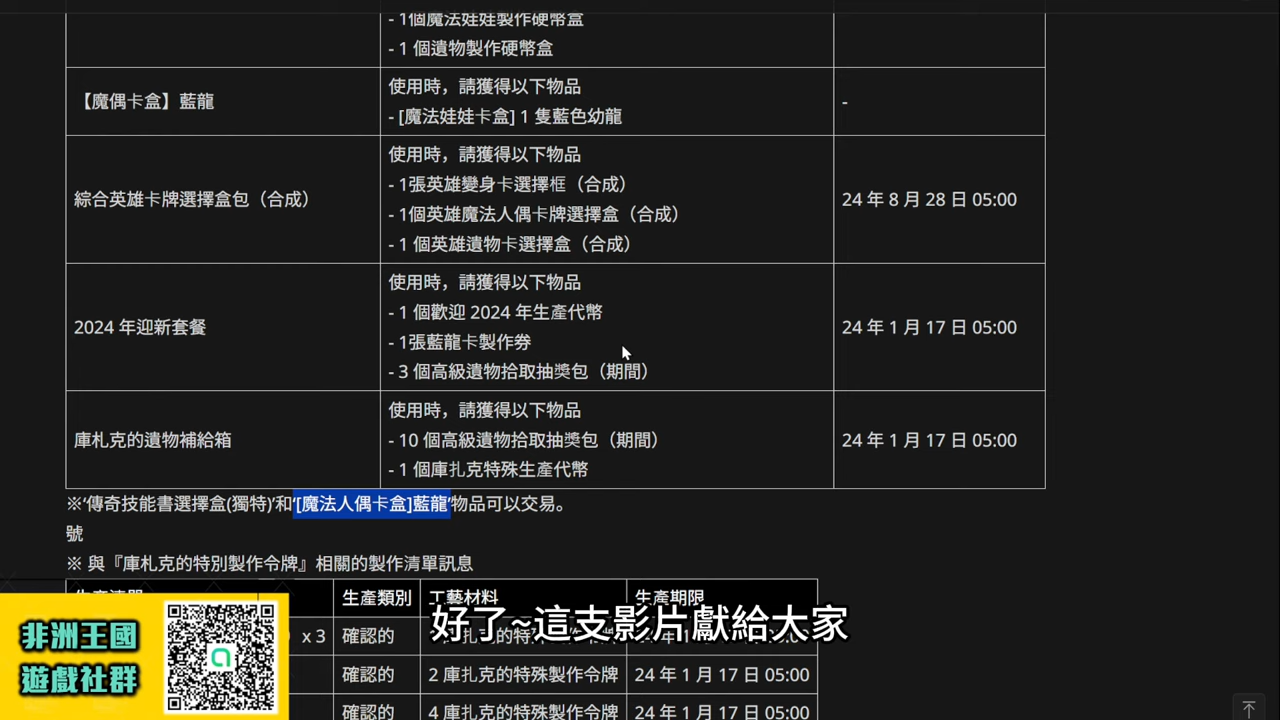 - 1個魔法娃娃製作硬幣盒
- 1 個遺物製作硬幣盒
【魔偶卡盒】藍龍
使用時，請獲得以下物品
- [魔法娃娃卡盒] 1 隻藍色幼龍
-
綜合英雄卡牌選擇盒包（合成）
使用時，請獲得以下物品
- 1張英雄變身卡選擇框（合成）
- 1個英雄魔法人偶卡牌選擇盒（合成）
- 1 個英雄遺物卡選擇盒（合成）
24 年 8 月 28 日 05:00
2024 年迎新套餐
使用時，請獲得以下物品
- 1 個歡迎 2024 年生產代幣
- 1張藍龍卡製作券
- 3 個高級遺物拾取抽獎包（期間）
24 年 1 月 17 日 05:00
庫札克的遺物補給箱
使用時，請獲得以下物品
- 10 個高級遺物拾取抽獎包（期間）
- 1 個庫扎克特殊生產代幣
24 年 1 月 17 日 05:00
※‘傳奇技能書選擇盒(獨特)’和‘[魔法人偶卡盒]藍龍’物品可以交易。
號
※ 與『庫札克的特別製作令牌』相關的製作清單訊息
生產類別 工藝材料 生產期限
x 3 確認的
確認的 2 庫扎克的特殊製作令牌 24 年 1 月 17 日 05:00
確認的 4 庫扎克的特殊製作令牌 24 年 1 月 17 日 05:00
好了~這支影片獻給大家
非洲王國
遊戲社群